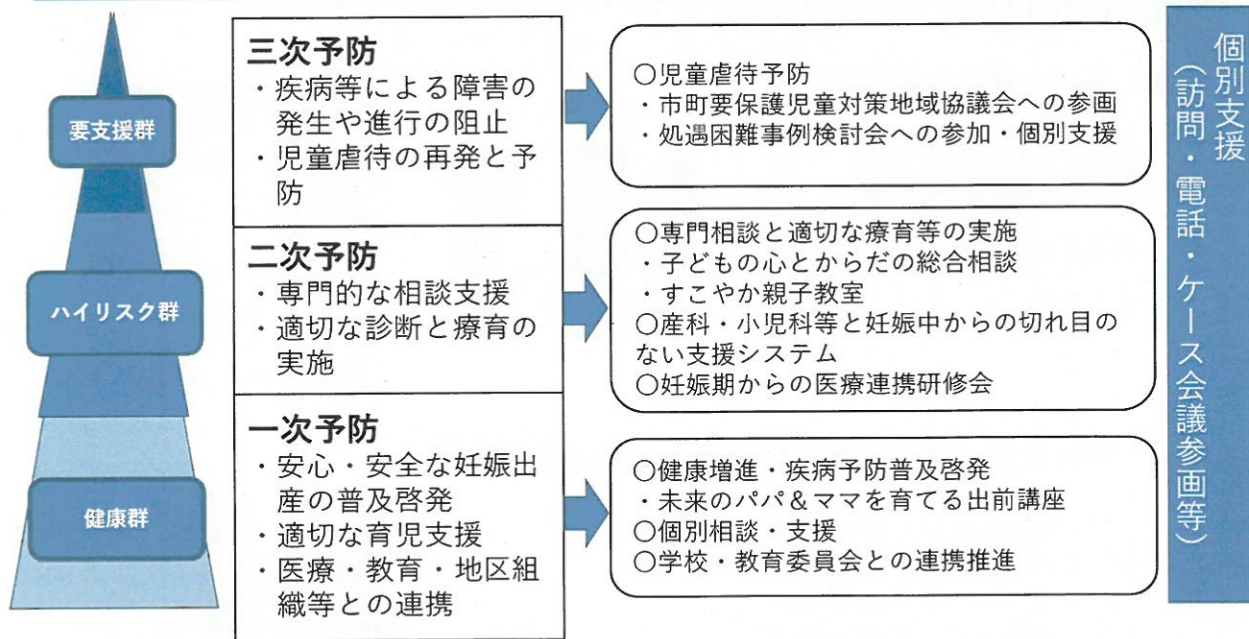 要支援群
三次予防
・疾病等による障害の
発生や進行の阻止
・児童虐待の再発と予
防
○児童虐待予防
・市町要保護児童対策地域協議会への参画
・処遇困難事例検討会への参加・個別支援
ハイリスク群
二次予防
・専門的な相談支援
・適切な診断と療育の
実施
○専門相談と適切な療育等の実施
・子どもの心とからだの総合相談
・すこやか親子教室
○産科・小児科等と妊娠中からの切れ目の
ない支援システム
○妊娠期からの医療連携研修会
健康群
一次予防
・安心・安全な妊娠出
産の普及啓発
・適切な育児支援
・医療・教育・地区組
織等との連携
○健康増進・疾病予防普及啓発
・未来のパパ&ママを育てる出前講座
○個別相談・支援
○学校・教育委員会との連携推進
個別支援
（訪問・電話・ケース会議参画等）